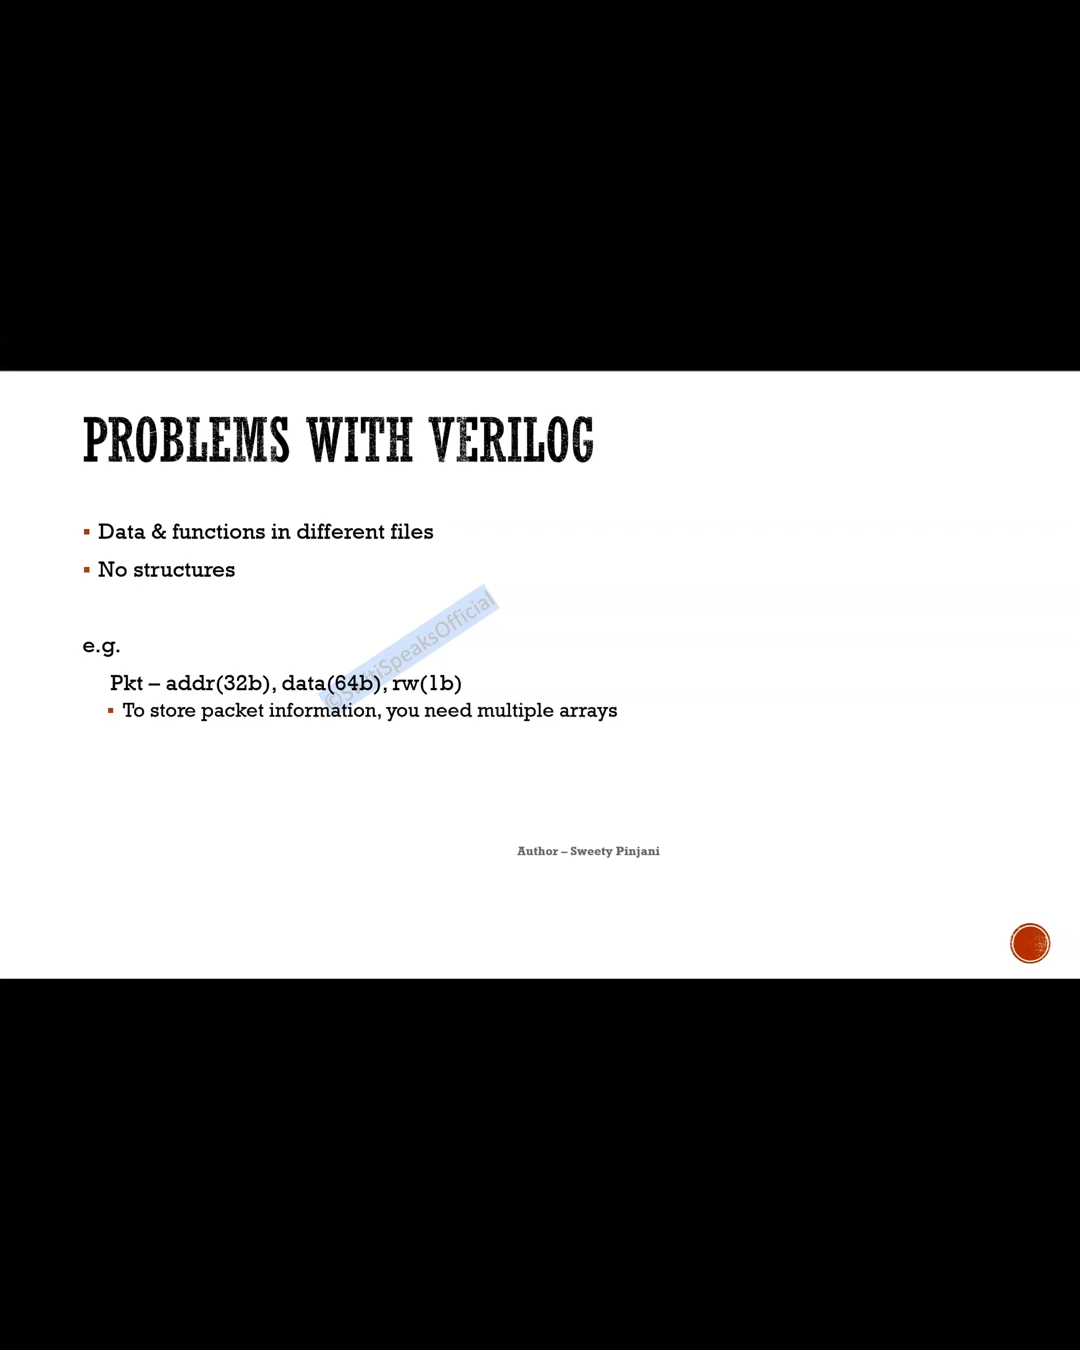 PROBLEMS WITH VERILOG
Data & functions in different files
No structures
e.g.
Pkt – addr(32b), data(64b), rw(1b)
To store packet information, you need multiple arrays
Author – Sweety Pinjani